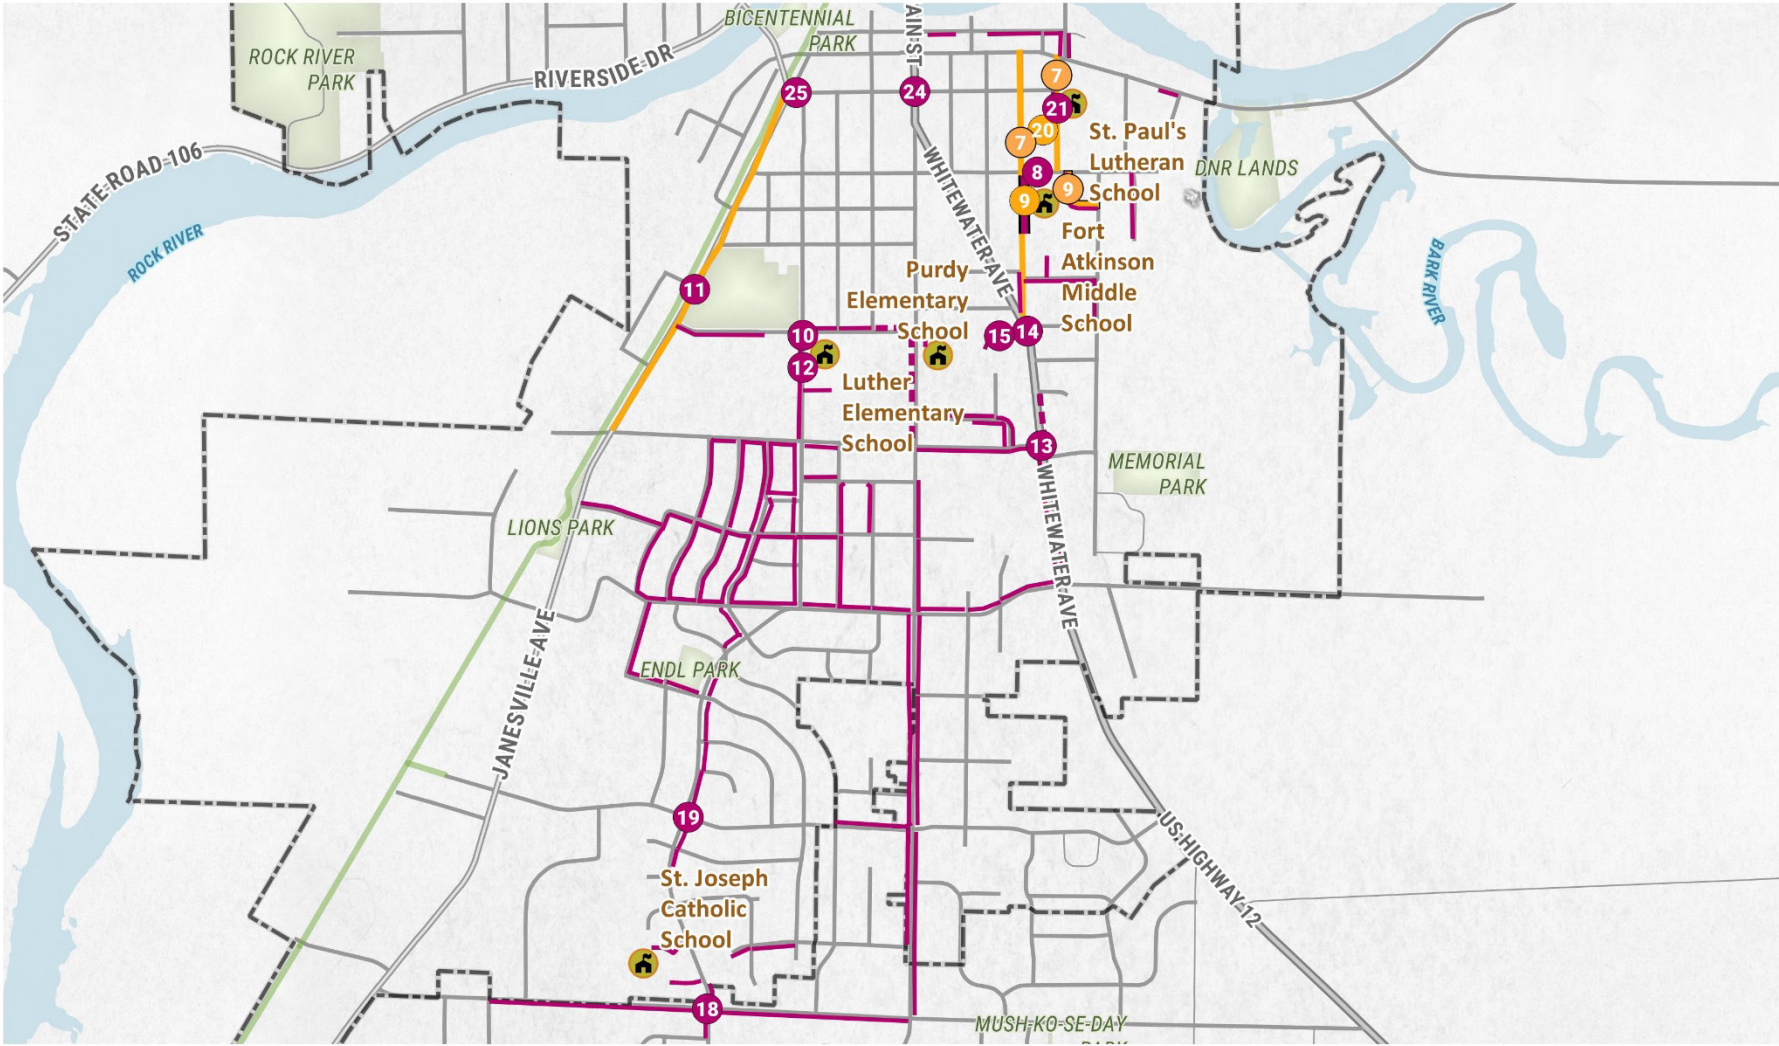 BICENTENNIAL
PARK
AIN ST
ROCK RIVER
PARK
RIVERSIDE DR
7
25
24
21
20
7
St. Paul's
Lutheran
School
STATE ROAD 106
WHITEWATER AVE
8
DNR LANDS
9
9
ROCK RIVER
Fort
Atkinson
Middle
School
BARK RIVER
Purdy
Elementary
School
11
10
15
14
12
Luther
Elementary
School
13
MEMORIAL
PARK
WHITEWATER AVE
LIONS PARK
ENDL PARK
JANESVILLE AVE
19
US HIGHWAY 12
St. Joseph
Catholic
School
18
MUSH-KO-SE-DAY
PARK